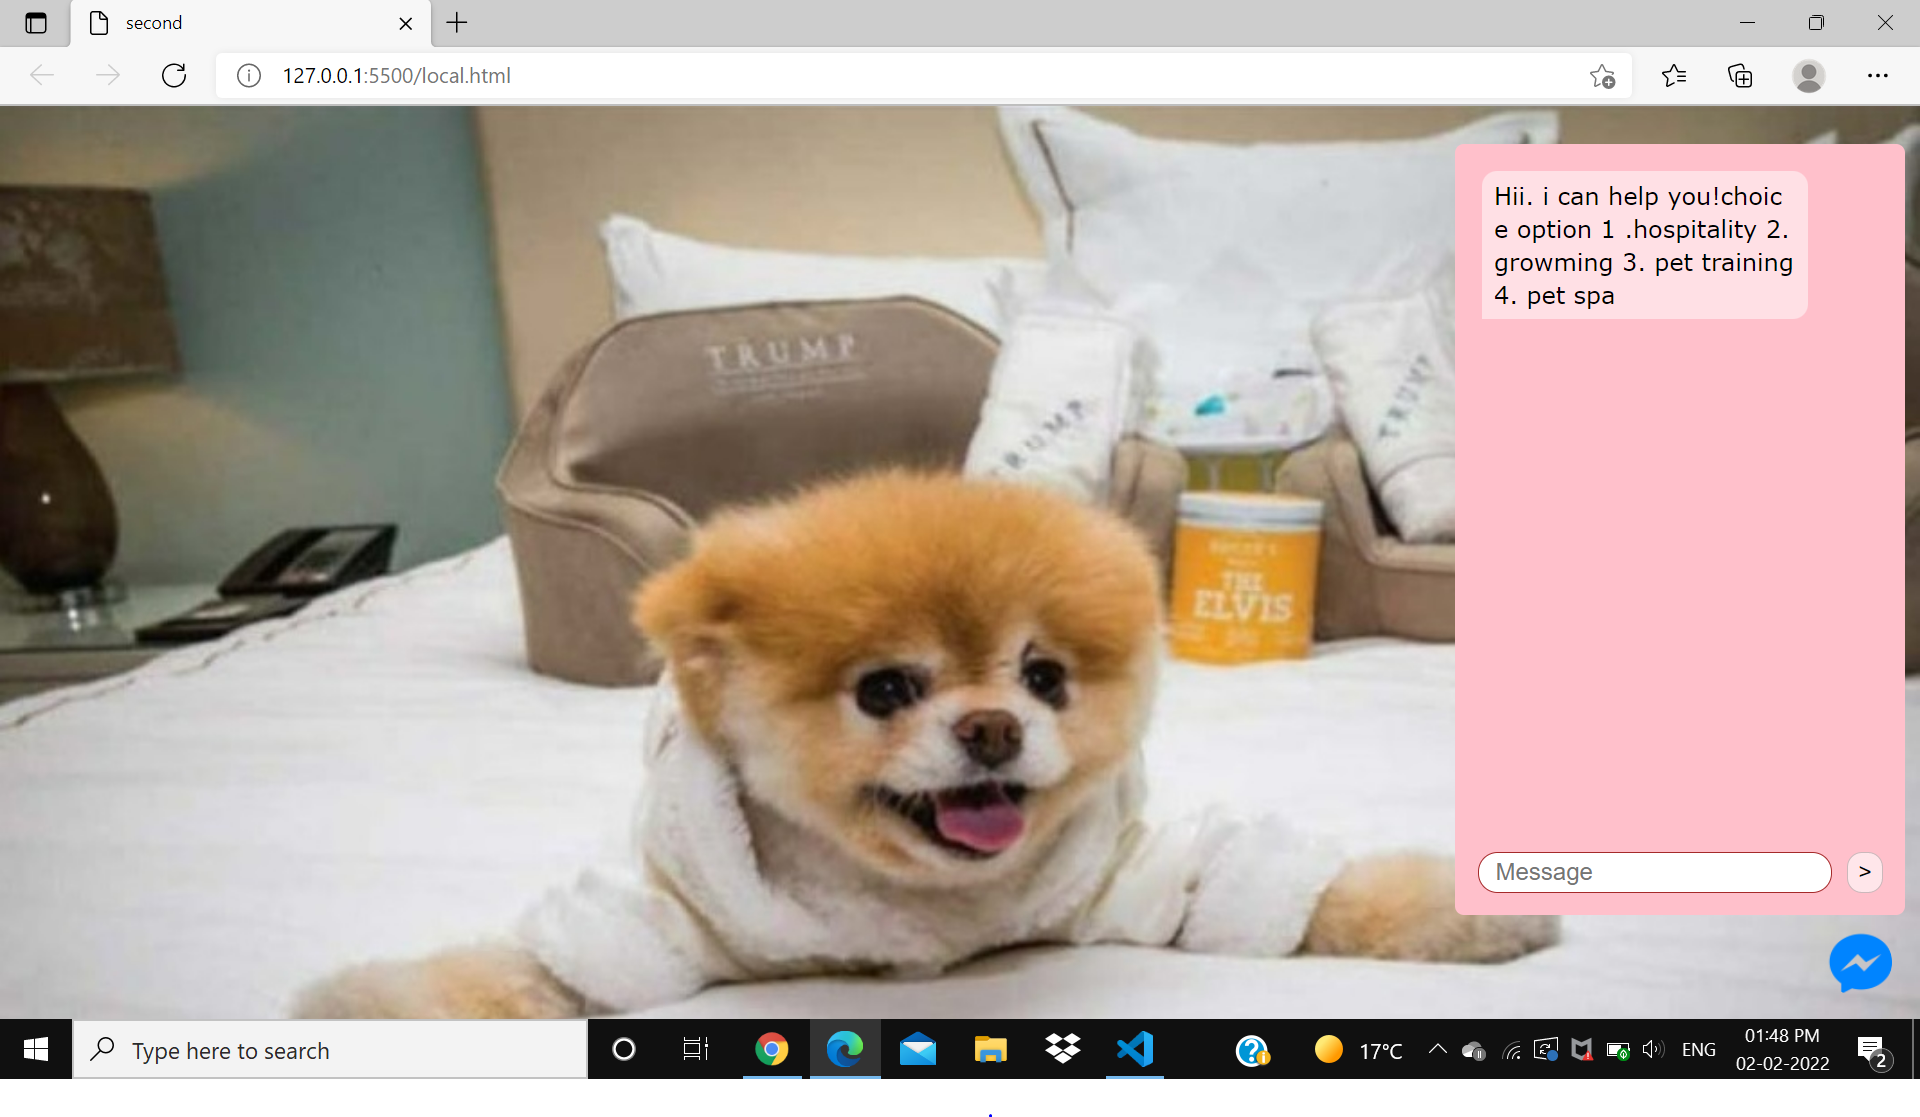 second
127.0.0.1:5500/local.html
Hii. i can help you!choic
e option 1 .hospitality 2.
growming 3. pet training
4. pet spa
TRUMP
TRUMP
TRUMP
THE
ELVIS
Message
>
Type here to search
17°C
ENG
01:48 PM
02-02-2022
2